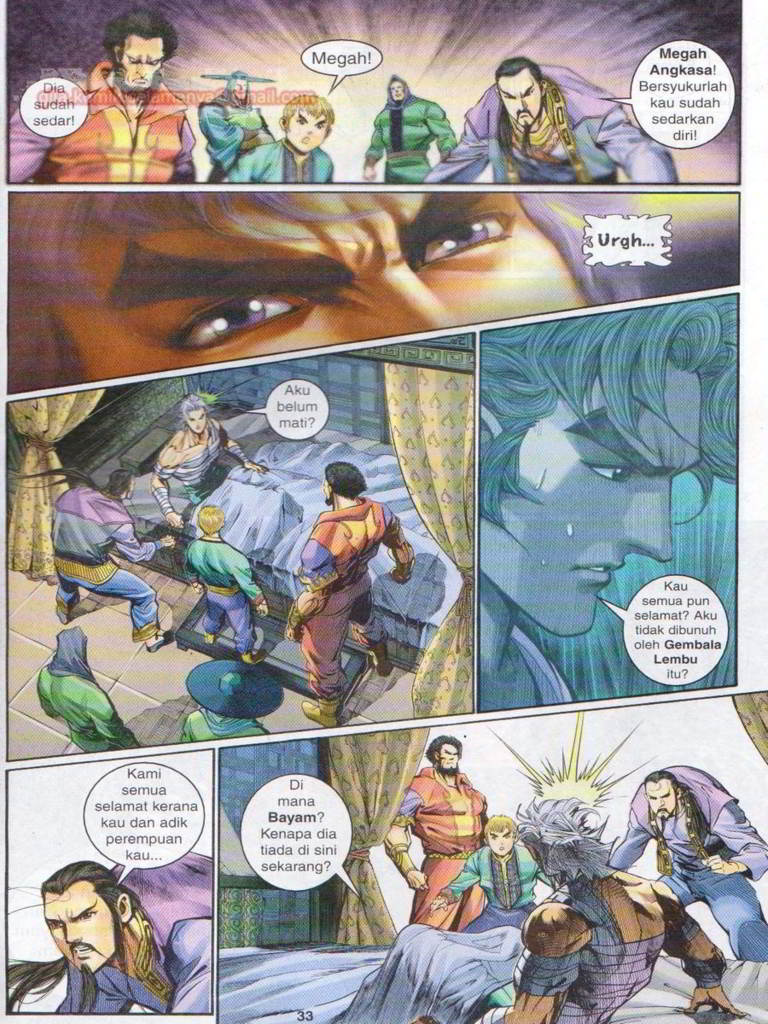 Dia
sudah
sedar!
Megah!
Megah
Angkasa!
Bersyukurlah
kau sudah
sedarkan
diri!
Urgh...
Aku
belum
mati?
Kau
semua pun
selamat? Aku
tidak dibunuh
oleh Gembala
Lembu
itu?
Kami
semua
selamat kerana
kau dan adik
perempuan
kau...
Di
mana
Bayam?
Kenapa dia
tiada di sini
sekarang?
33